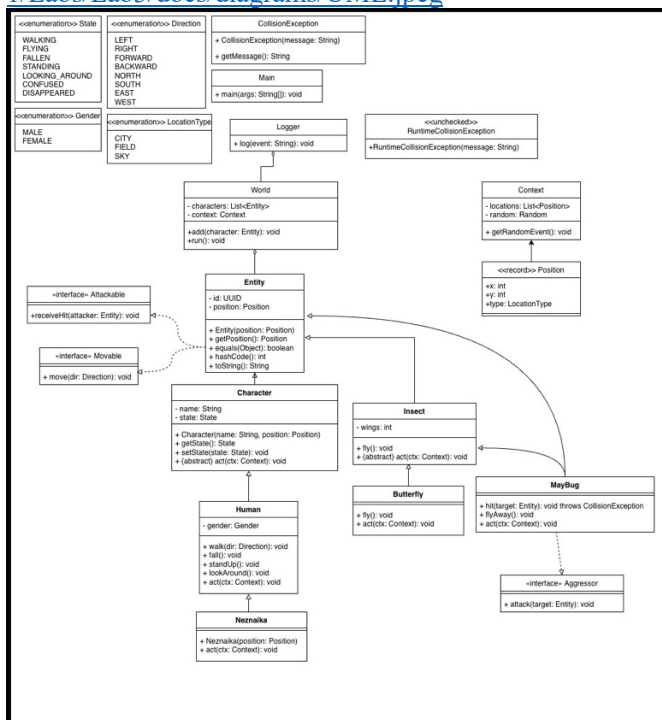 1/Labs/Lab3/docs/diagrams/UML.jpeg
<<enumeration>> State
WALKING
FLYING
FALLEN
STANDING
LOOKING_AROUND
CONFUSED
DISAPPEARED
<<enumeration>> Direction
LEFT
RIGHT
FORWARD
BACKWARD
NORTH
SOUTH
EAST
WEST
CollisionException
+ CollisionException(message: String)
+ getMessage(): String
Main
+ main(args: String[]): void
<<enumeration>> Gender
MALE
FEMALE
<<enumeration>> LocationType
CITY
FIELD
SKY
Logger
+ log(event: String): void
<<unchecked>>
RuntimeCollisionException
+RuntimeCollisionException(message: String)
World
- characters: List<Entity>
- context: Context
+add(character: Entity): void
+run(): void
Context
- locations: List<Position>
- random: Random
+ getRandomEvent(): void
<<record>> Position
+x: int
+y: int
+type: LocationType
«interface» Attackable
+receiveHit(attacker: Entity): void
«interface» Movable
+ move(dir: Direction): void
Entity
- id: UUID
- position: Position
+ Entity(position: Position)
+ getPosition(): Position
+ equals(Object): boolean
+ hashCode(): int
+ toString(): String
Character
- name: String
- state: State
+ Character(name: String, position: Position)
+ getState(): State
+ setState(state: State): void
+ {abstract} act(ctx: Context): void
Insect
- wings: int
+ fly(): void
+ {abstract} act(ctx: Context): void
Butterfly
+ fly(): void
+ act(ctx: Context): void
MayBug
+ hit(target: Entity): void throws CollisionException
+ flyAway(): void
+ act(ctx: Context): void
Human
- gender: Gender
+ walk(dir: Direction): void
+ fall(): void
+ standUp(): void
+ lookAround(): void
+ act(ctx: Context): void
«interface» Aggressor
+ attack(target: Entity): void
Neznaika
+ Neznaika(position: Position)
+ act(ctx: Context): void